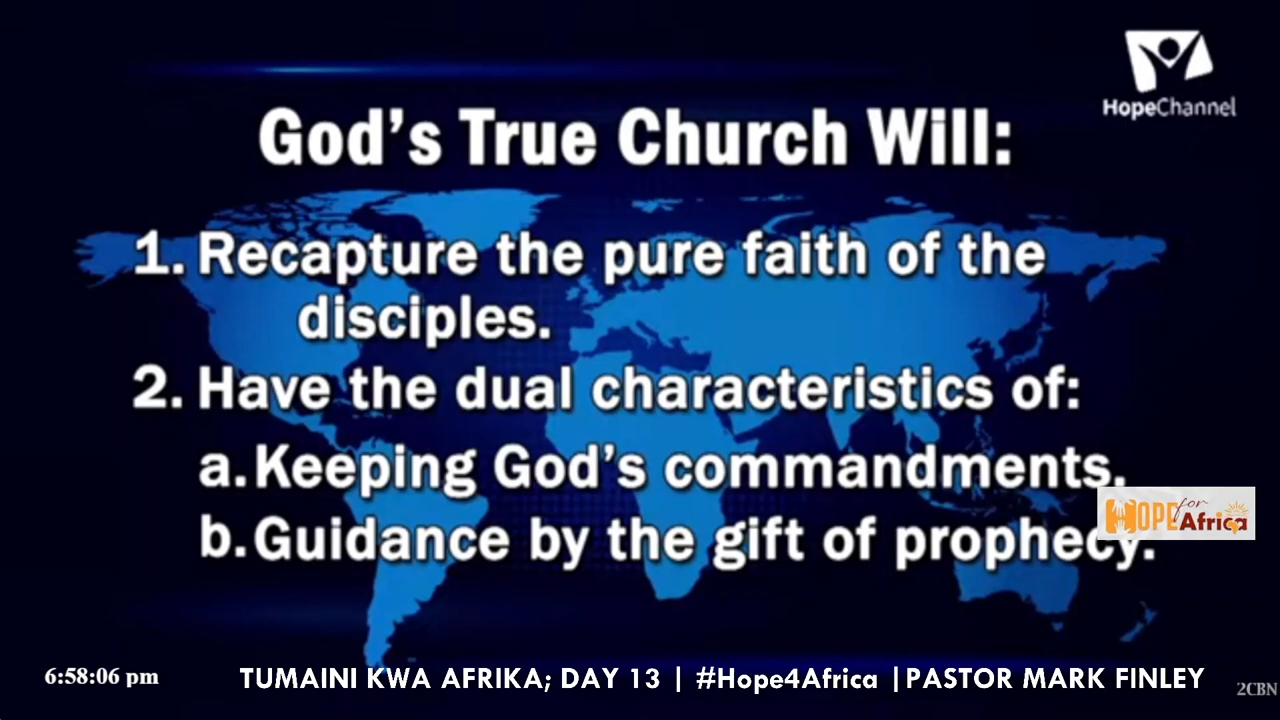 HopeChannel
God's True Church Will:
1. Recapture the pure faith of the
disciples.
2. Have the dual characteristics of:
a. Keeping God's commandments.
b. Guidance by the gift of prophecy.
HOPE for Africa
6:58:06 pm
TUMAINI KWA AFRIKA; DAY 13 | #Hope4Africa | PASTOR MARK FINLEY
2CBN